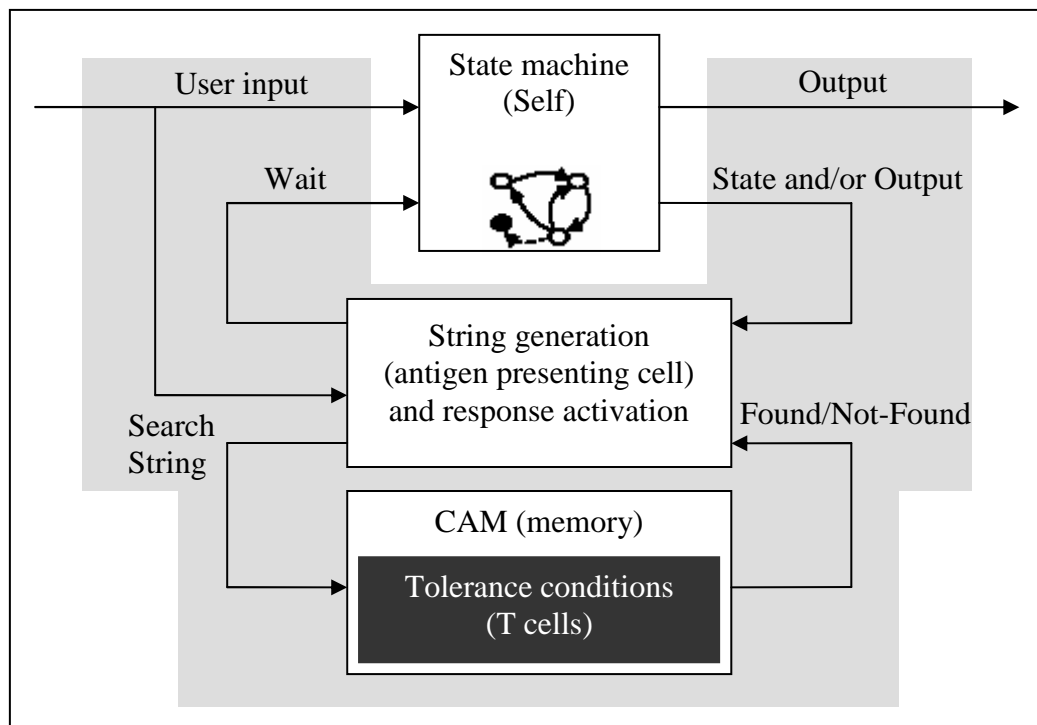 State machine
(Self)
User input
Output
Wait
State and/or Output
String generation
(antigen presenting cell)
and response activation
Found/Not-Found
Search
String
CAM (memory)
Tolerance conditions
(T cells)